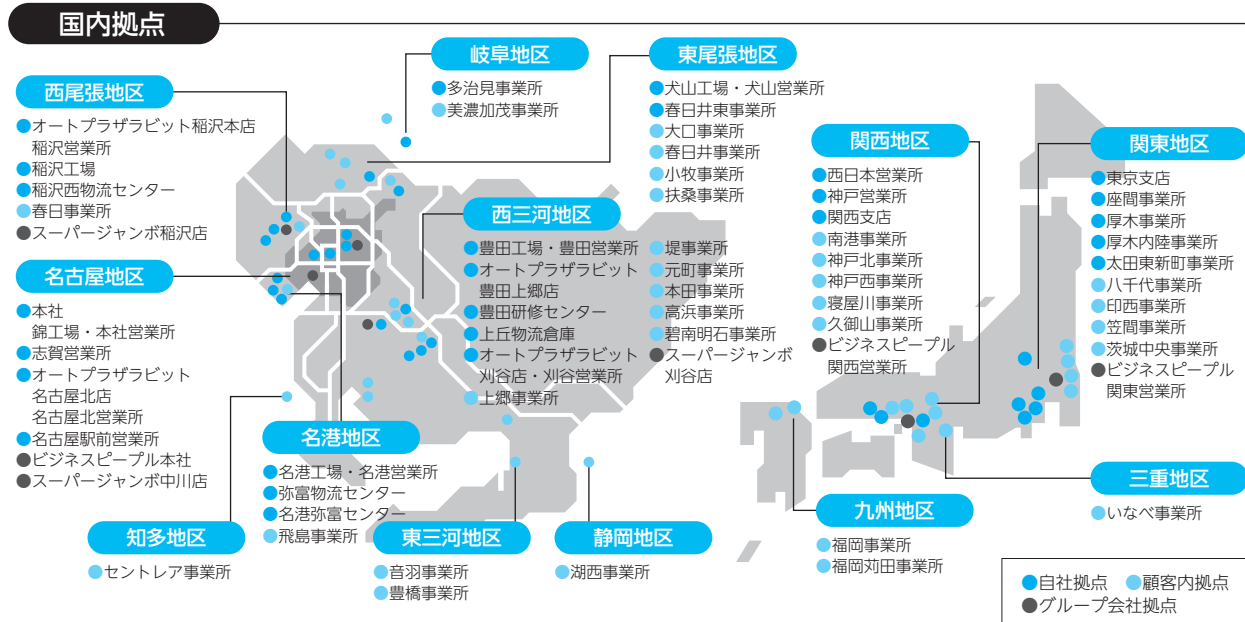 国内拠点
西尾張地区
●オートプラザラビット稲沢本店
稲沢営業所
●稲沢工場
●稲沢西物流センター
●春日事業所
●スーパージャンボ稲沢店
名古屋地区
●本社
錦工場・本社営業所
●志賀営業所
●オートプラザラビット
名古屋北店
名古屋北営業所
●名古屋駅前営業所
●ビジネスピープル本社
●スーパージャンボ中川店
知多地区
●セントレア事業所
岐阜地区
●多治見事業所
●美濃加茂事業所
東尾張地区
●犬山工場・犬山営業所
●春日井東事業所
●大口事業所
●春日井事業所
●小牧事業所
●扶桑事業所
西三河地区
●豊田工場・豊田営業所
●オートプラザラビット
豊田上郷店
●豊田研修センター
●上丘物流倉庫
●オートプラザラビット
刈谷店・刈谷営業所
●上郷事業所
●堤事業所
●元町事業所
●本田事業所
●高浜事業所
●碧南明石事業所
●スーパージャンボ
刈谷店
名港地区
●名港工場・名港営業所
●弥富物流センター
●名港弥富センター
●飛島事業所
東三河地区
●音羽事業所
●豊橋事業所
静岡地区
●湖西事業所
関西地区
●西日本営業所
●神戸営業所
●関西支店
●南港事業所
●神戸北事業所
●神戸西事業所
●寝屋川事業所
●久御山事業所
●ビジネスピープル
関西営業所
関東地区
●東京支店
●座間事業所
●厚木事業所
●厚木内陸事業所
●太田東新町事業所
●八千代事業所
●印西事業所
●笠間事業所
●茨城中央事業所
●ビジネスピープル
関東営業所
九州地区
●福岡事業所
●福岡苅田事業所
三重地区
●いなべ事業所
●自社拠点 ●顧客内拠点
●グループ会社拠点